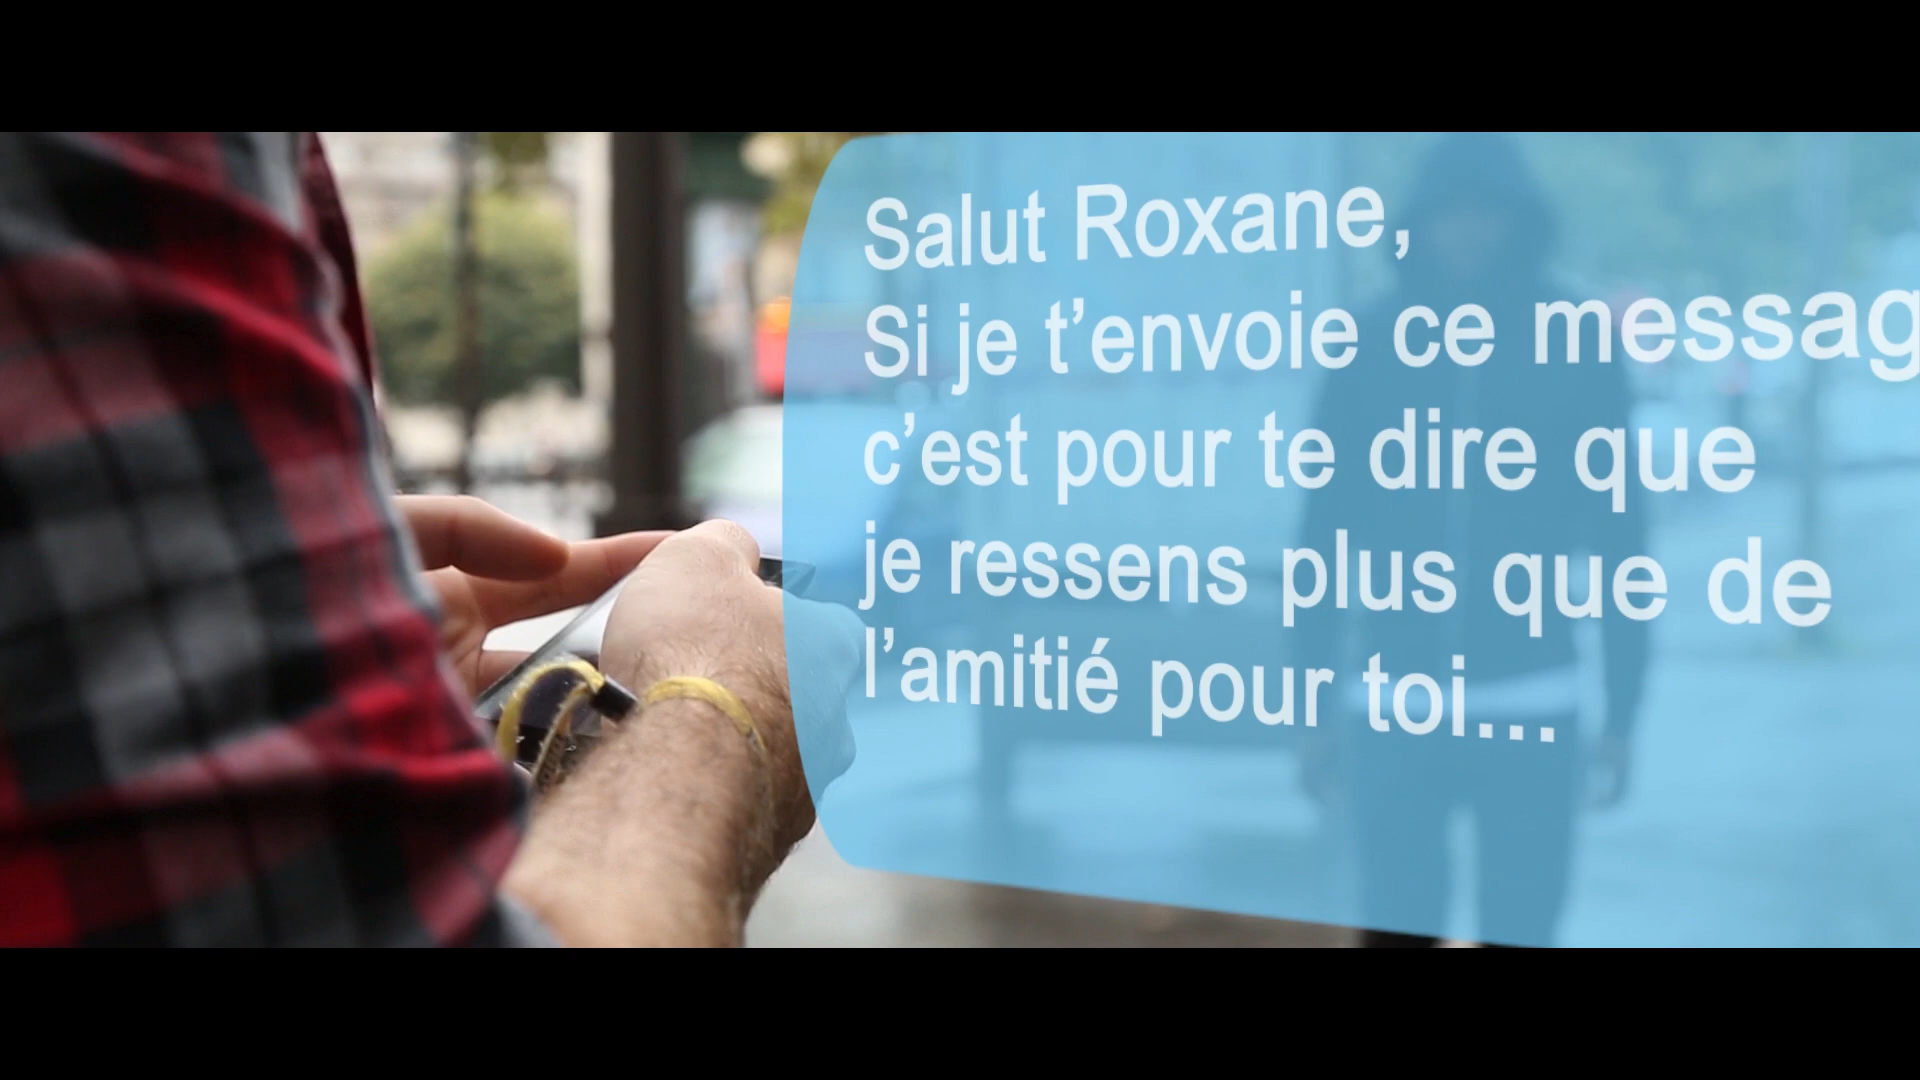 Salut Roxane,
Si je t’envoie ce messag
c’est pour te dire que
je ressens plus que de
l’amitié pour toi...